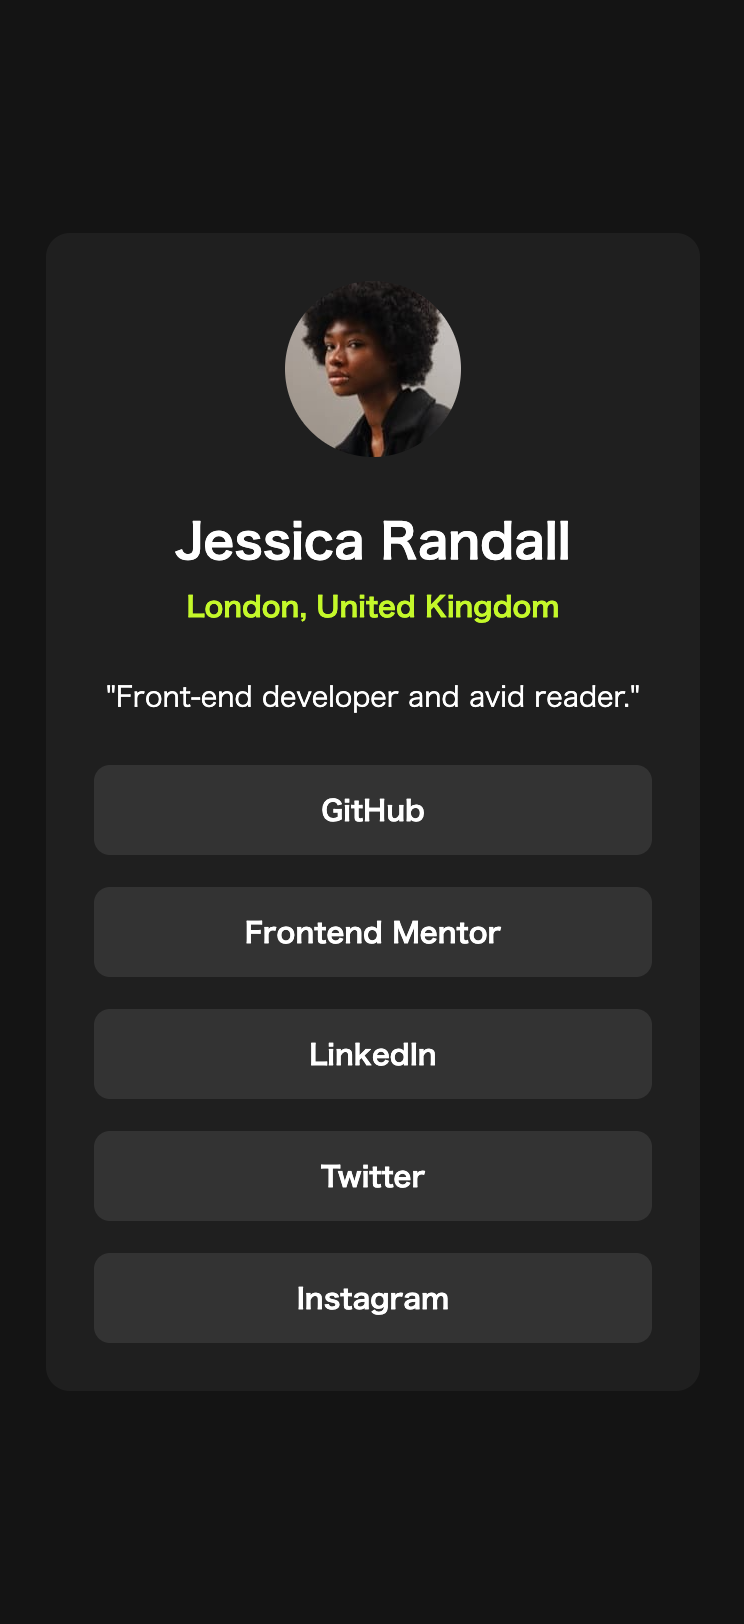 Jessica Randall
London, United Kingdom
"Front-end developer and avid reader."
GitHub
Frontend Mentor
LinkedIn
Twitter
Instagram